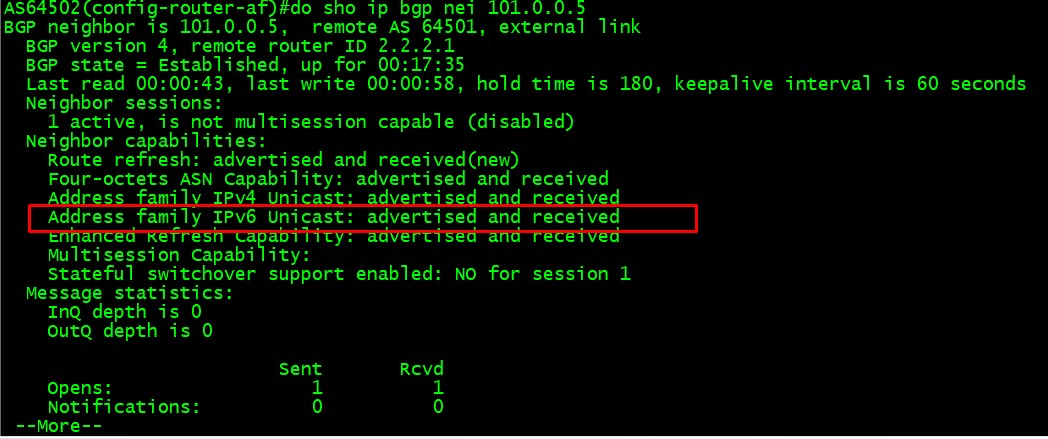 AS64502(config-router-af)#do sho ip bgp nei 101.0.0.5
BGP neighbor is 101.0.0.5,  remote AS 64501, external link
  BGP version 4, remote router ID 2.2.2.1
  BGP state = Established, up for 00:17:35
  Last read 00:00:43, last write 00:00:58, hold time is 180, keepalive interval is 60 seconds
  Neighbor sessions:
    1 active, is not multisession capable (disabled)
  Neighbor capabilities:
    Route refresh: advertised and received(new)
    Four-octets ASN Capability: advertised and received
    Address family IPv4 Unicast: advertised and received
    Address family IPv6 Unicast: advertised and received
    Enhanced Refresh Capability: advertised and received
    Multisession Capability:
    Stateful switchover support enabled: NO for session 1
  Message statistics:
    InQ depth is 0
    OutQ depth is 0
                         Sent       Rcvd
    Opens:                  1          1
    Notifications:          0          0
 --More--